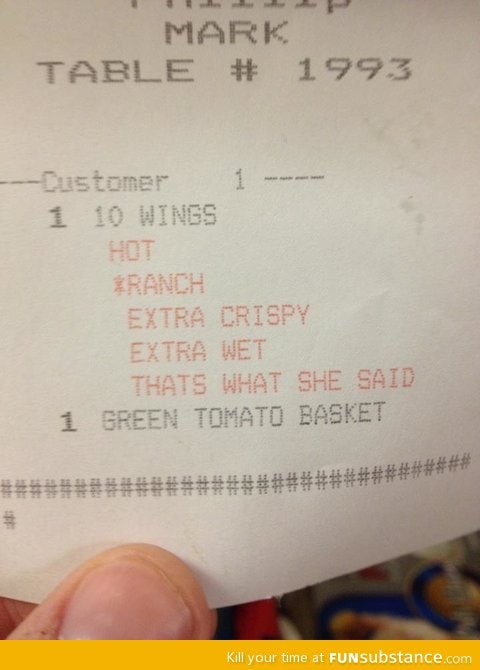 Phillip
MARK
TABLE # 1993
---Customer 1 ----
1 10 WINGS
HOT
*RANCH
EXTRA CRISPY
EXTRA WET
THATS WHAT SHE SAID
1 GREEN TOMATO BASKET
#################################
#
Kill your time at FUNsubstance.com